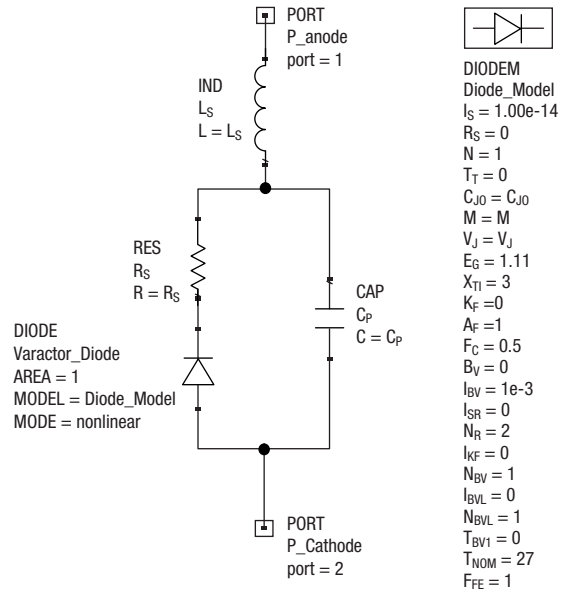 PORT
P_anode
port = 1
IND
LS
L = LS
RES
RS
R = RS
CAP
CP
C = CP
DIODE
Varactor_Diode
AREA = 1
MODEL = Diode_Model
MODE = nonlinear
PORT
P_Cathode
port = 2
DIODEM
Diode_Model
IS = 1.00e-14
RS = 0
N = 1
TT = 0
CJO = CJO
M = M
VJ = VJ
EG = 1.11
XTI = 3
KF =0
AF =1
FC = 0.5
BV = 0
IBV = 1e-3
ISR = 0
NR = 2
IKF = 0
NBV = 1
IBVL = 0
NBVL = 1
TBV1 = 0
TNOM = 27
FFE = 1